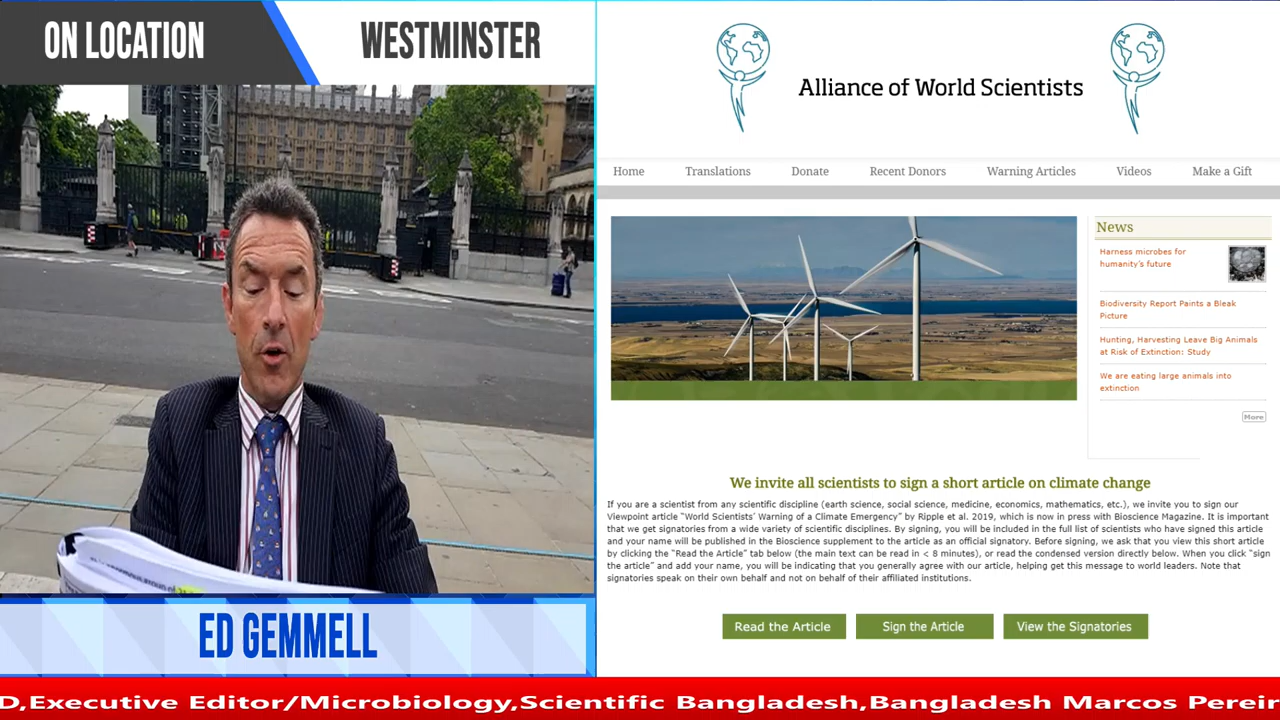 ON LOCATION
WESTMINSTER
Alliance of World Scientists
Home
Translations
Donate
Recent Donors
Warning Articles
Videos
Make a Gift
News
Harness microbes for
humanity's future
Biodiversity Report Paints a Bleak
Picture
Hunting, Harvesting Leave Big Animals
at Risk of Extinction: Study
We are eating large animals into
extinction
More
We invite all scientists to sign a short article on climate change
If you are a scientist from any scientific discipline (earth science, social science, medicine, economics, mathematics, etc.), we invite you to sign our
Viewpoint article "World Scientists' Warning of a Climate Emergency" by Ripple et al. 2019, which is now in press with Bioscience Magazine. It is important
that we get signatories from a wide variety of scientific disciplines. By signing, you will be included in the full list of scientists who have signed this article
and your name will be published in the Bioscience supplement to the article as an official signatory. Before signing, we ask that you view this short article
by clicking the "Read the Article" tab below (the main text can be read in < 8 minutes), or read the condensed version directly below. When you click "sign
the article" and add your name, you will be indicating that you generally agree with our article, helping get this message to world leaders. Note that
signatories speak on their own behalf and not on behalf of their affiliated institutions.
Read the Article
Sign the Article
View the Signatories
ED GEMMELL
D,Executive Editor/Microbiology,Scientific Bangladesh,Bangladesh Marcos Pereir